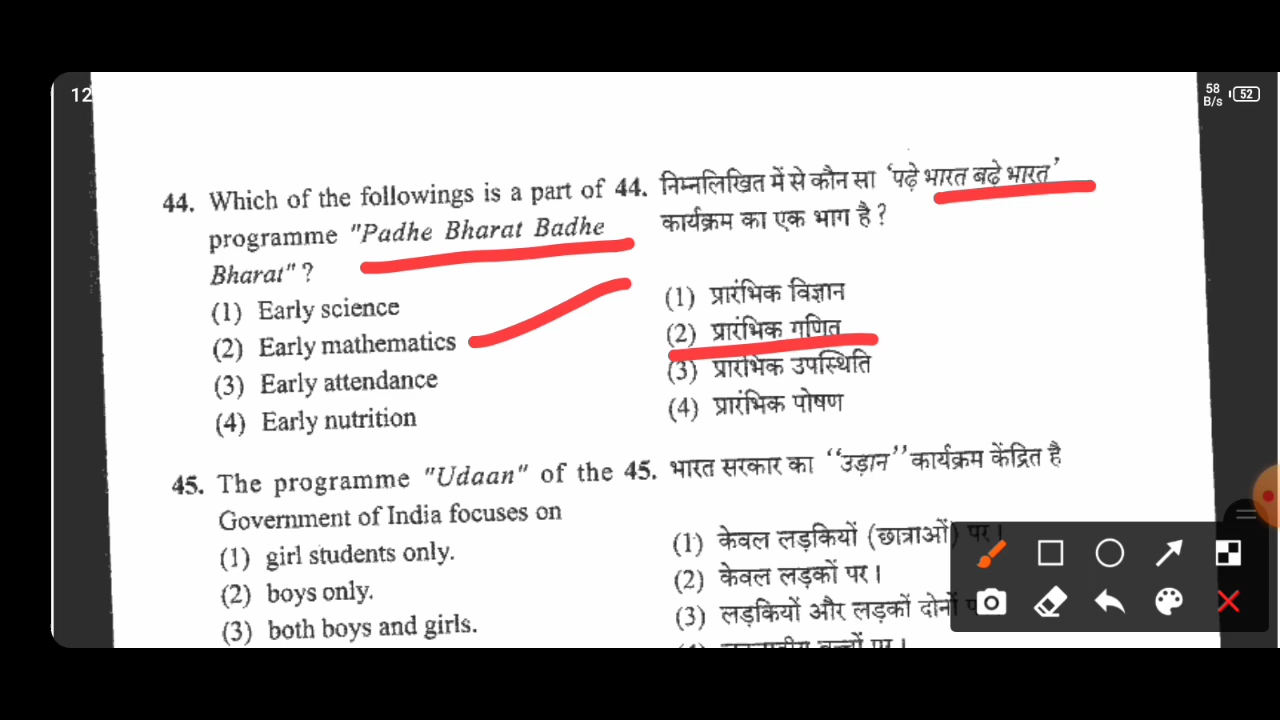 12
58
B/s
52
44. Which of the followings is a part of
programme "Padhe Bharat Badhe
Bharat" ?
(1) Early science
(2) Early mathematics
(3) Early attendance
(4) Early nutrition
44. निम्नलिखित में से कौन सा 'पढ़े भारत बढ़े भारत'
कार्यक्रम का एक भाग है ?
(1) प्रारंभिक विज्ञान
(2) प्रारंभिक गणित
(3) प्रारंभिक उपस्थिति
(4) प्रारंभिक पोषण
45. The programme "Udaan" of the
Government of India focuses on
(1) girl students only.
(2) boys only.
(3) both boys and girls.
45. भारत सरकार का ''उड़ान'' कार्यक्रम केंद्रित है
(1) केवल लड़कियों (छात्राओं) पर।
(2) केवल लड़कों पर।
(3) लड़कियों और लड़कों दोनों
पर।